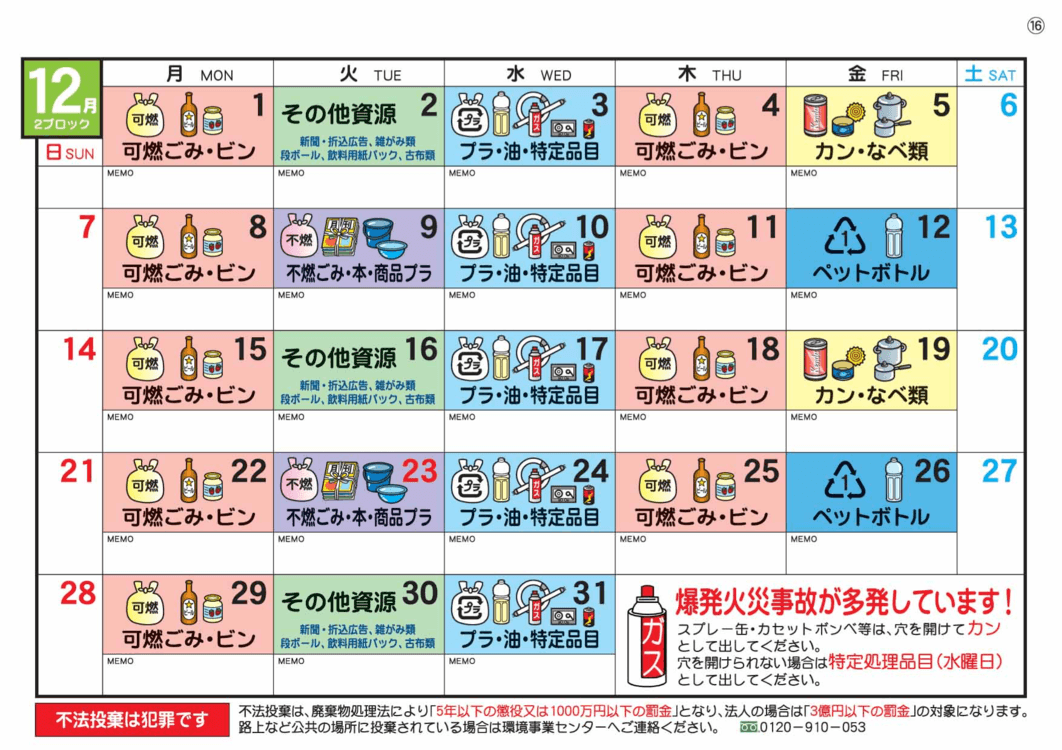 ⑯
12月
2ブロック
日 SUN
月 MON
火 TUE
水 WED
木 THU
金 FRI
土 SAT
可燃
1
可燃ごみ・ビン
MEMO
その他資源 2
新聞・折込広告、雑がみ類
段ボール、飲料用紙パック、古布類
MEMO
プラ
ガス
3
プラ・油・特定品目
MEMO
可燃
4
可燃ごみ・ビン
MEMO
5
カン・なべ類
MEMO
6
7
可燃
8
可燃ごみ・ビン
MEMO
不燃
月刊
9
不燃ごみ・本・商品プラ
MEMO
プラ
ガス
10
プラ・油・特定品目
MEMO
可燃
11
可燃ごみ・ビン
MEMO
1
12
ペットボトル
MEMO
13
14
可燃
15
可燃ごみ・ビン
MEMO
その他資源 16
新聞・折込広告、雑がみ類
段ボール、飲料用紙パック、古布類
MEMO
プラ
ガス
17
プラ・油・特定品目
MEMO
可燃
18
可燃ごみ・ビン
MEMO
19
カン・なべ類
MEMO
20
21
可燃
22
可燃ごみ・ビン
MEMO
不燃
月刊
23
不燃ごみ・本・商品プラ
MEMO
プラ
ガス
24
プラ・油・特定品目
MEMO
可燃
25
可燃ごみ・ビン
MEMO
1
26
ペットボトル
MEMO
27
28
可燃
29
可燃ごみ・ビン
MEMO
その他資源 30
新聞・折込広告、雑がみ類
段ボール、飲料用紙パック、古布類
MEMO
プラ
ガス
31
プラ・油・特定品目
MEMO
ガス
爆発火災事故が多発しています！
スプレー缶・カセットボンベ等は、穴を開けてカン
として出してください。
穴を開けられない場合は特定処理品目（水曜日）
として出してください。
不法投棄は犯罪です
不法投棄は、廃棄物処理法により「5年以下の懲役又は1000万円以下の罰金」となり、法人の場合は「3億円以下の罰金」の対象になります。
路上など公共の場所に投棄されている場合は環境事業センターへご連絡ください。 0120−910−053